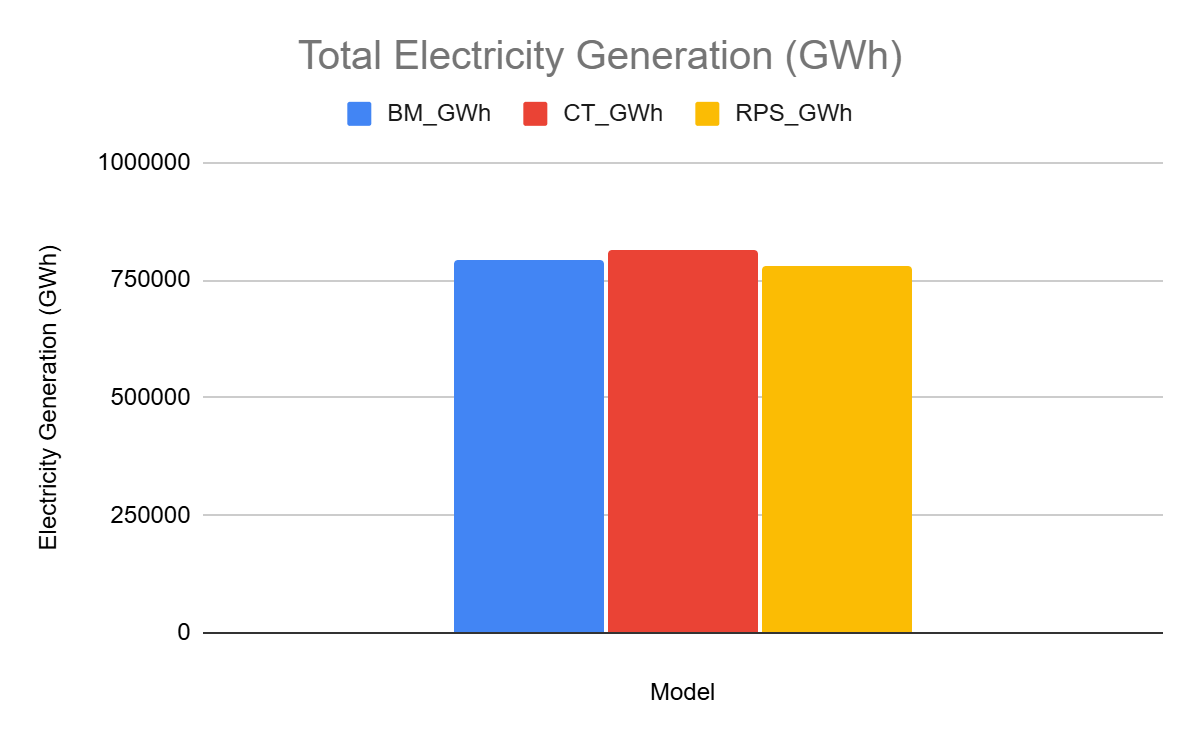 Total Electricity Generation (GWh)
BM_GWh CT_GWh RPS_GWh
1000000
750000
500000
250000
0
Electricity Generation (GWh)
Model